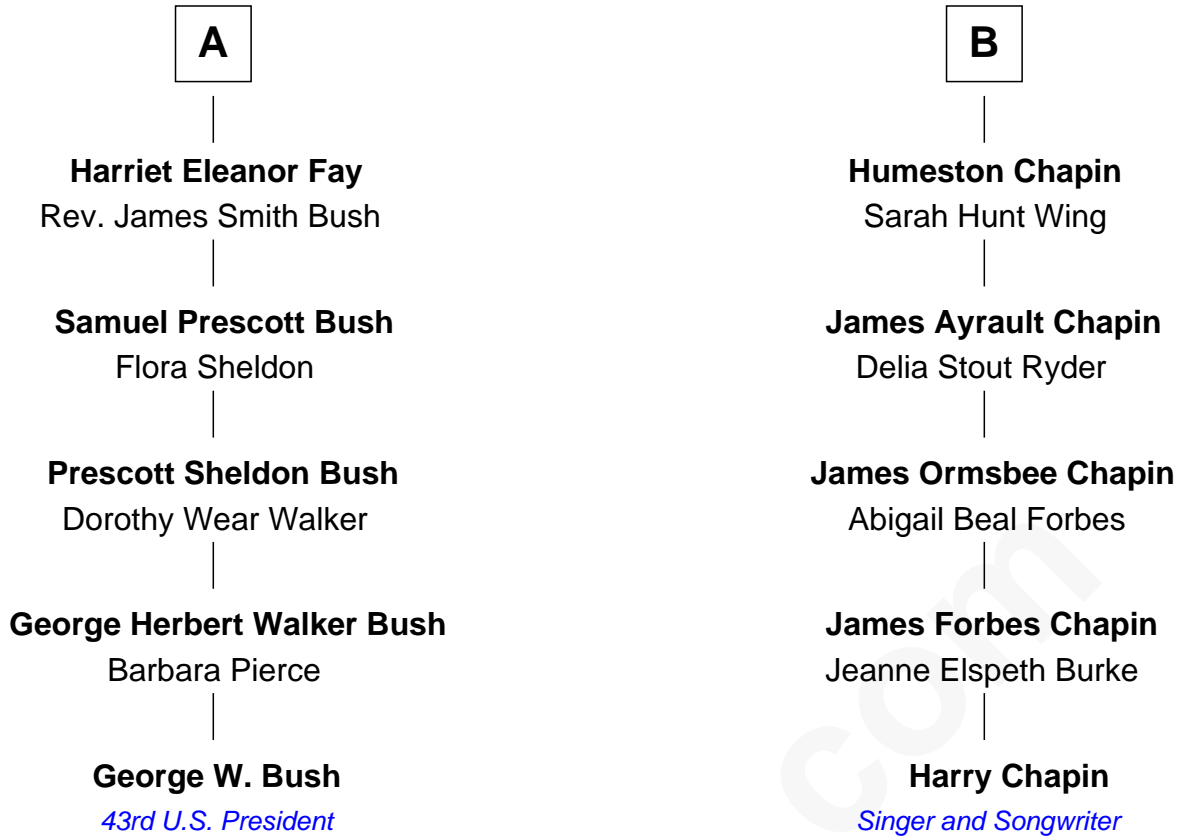 A
Harriet Eleanor Fay
Rev. James Smith Bush
Samuel Prescott Bush
Flora Sheldon
Prescott Sheldon Bush
Dorothy Wear Walker
George Herbert Walker Bush
Barbara Pierce
George W. Bush
43rd U.S. President
B
Humeston Chapin
Sarah Hunt Wing
James Ayrault Chapin
Delia Stout Ryder
James Ormsbee Chapin
Abigail Beal Forbes
James Forbes Chapin
Jeanne Elspeth Burke
Harry Chapin
Singer and Songwriter
com